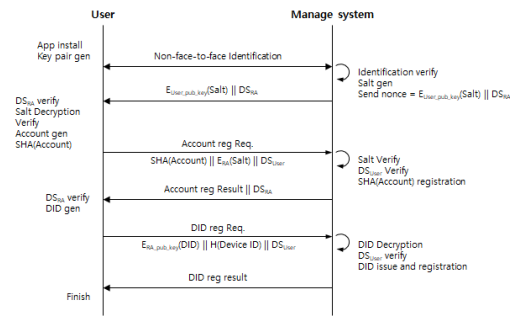 User
Manage system
App install
Key pair gen
Non-face-to-face Identification
Identification verify
Salt gen
Send nonce = E_User_pub_key(Salt) || DS_RA
E_User_pub_key(Salt) || DS_RA
DS_RA verify
Salt Decryption
Verify
Account gen
SHA(Account)
Account reg Req.
SHA(Account) || E_RA(Salt) || DS_User
Salt Verify
DS_User Verify
SHA(Account) registration
Account reg Result || DS_RA
DS_RA verify
DID gen
DID reg Req.
E_RA_pub_key(DID) || H(Device ID) || DS_User
DID Decryption
DS_User verify
DID issue and registration
DID reg result
Finish